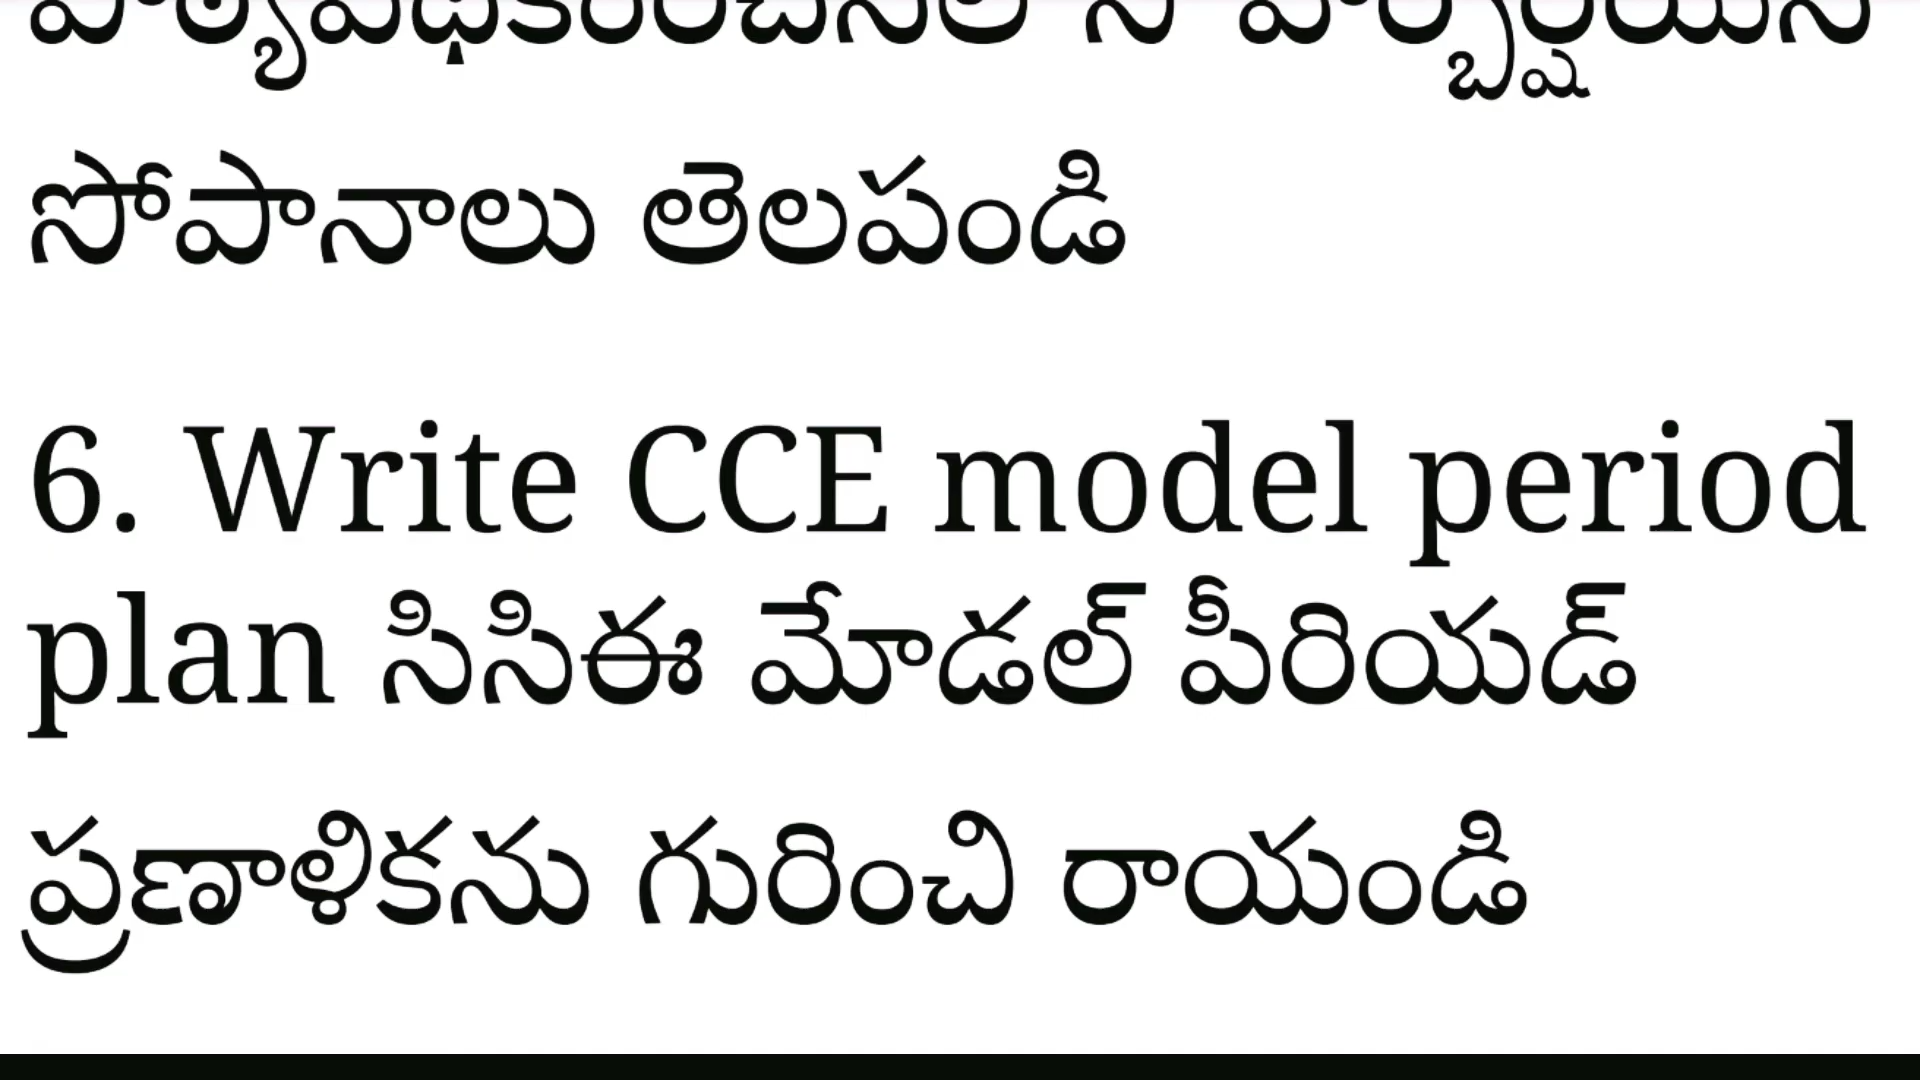 సోపానాలు తెలపండి
6. Write CCE model period
plan సిసిఈ మోడల్ పీరియడ్
ప్రణాళికను గురించి రాయండి